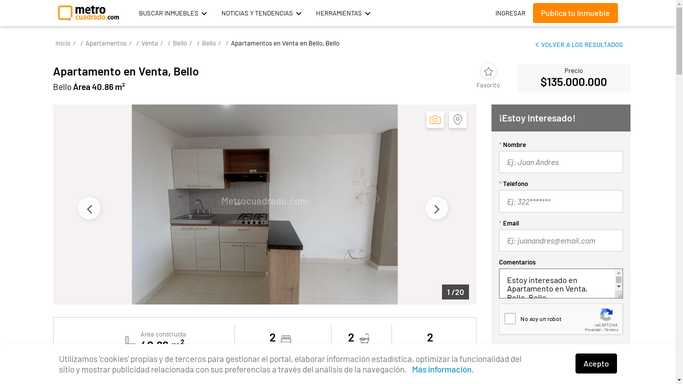 metro
cuadrado.com
BUSCAR INMUEBLES
NOTICIAS Y TENDENCIAS
HERRAMIENTAS
INGRESAR
Publica tu Inmueble
Inicio / / Apartamentos / / Venta / / Bello / / Bello / / Apartamentos en Venta en Bello, Bello
VOLVER A LOS RESULTADOS
Apartamento en Venta, Bello
Bello Área 40.86 m²
Favorito
Precio
$135.000.000
Metrocuadrado.com
1 / 20
¡Estoy Interesado!
* Nombre
Ej: Juan Andres
* Teléfono
Ej: 322*******
* Email
Ej: juanandres@email.com
Comentarios
Estoy interesado en
Apartamento en Venta,
Bello, Bello
No soy un robot
reCAPTCHA
Privacidad - Términos
Área construida
40.86 m²
2
2
2
Utilizamos 'cookies' propias y de terceros para gestionar el portal, elaborar información estadística, optimizar la funcionalidad del
sitio y mostrar publicidad relacionada con sus preferencias a través del análisis de la navegación. Más información.
Acepto